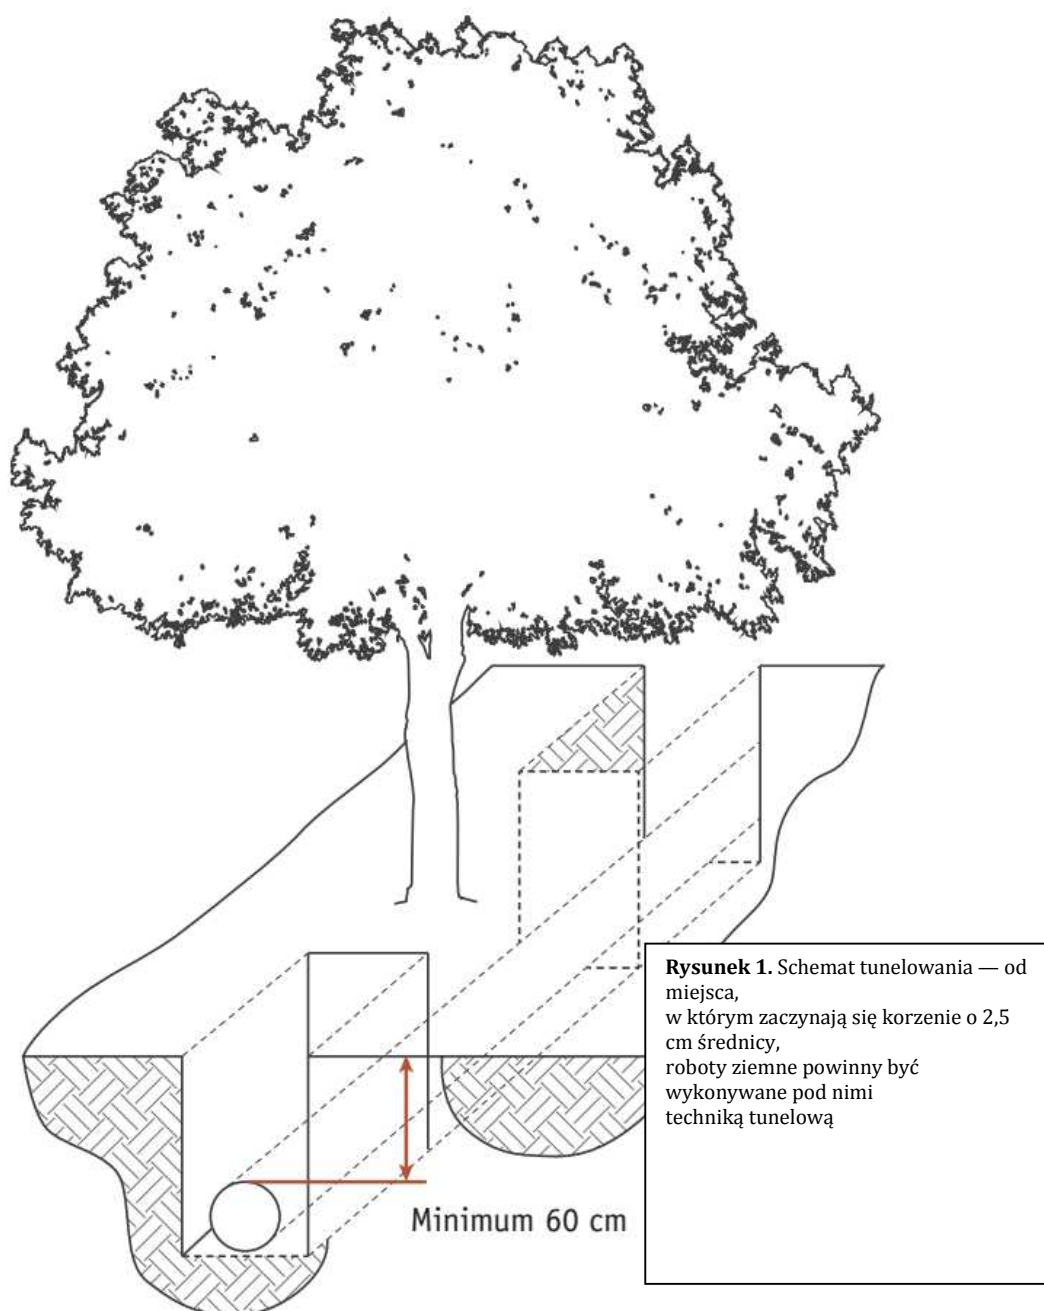 Rysunek 1. Schemat tunelowania — od
miejsca,
w którym zaczynają się korzenie o 2,5
cm średnicy,
roboty ziemne powinny być
wykonywane pod nimi
techniką tunelową
Minimum 60 cm